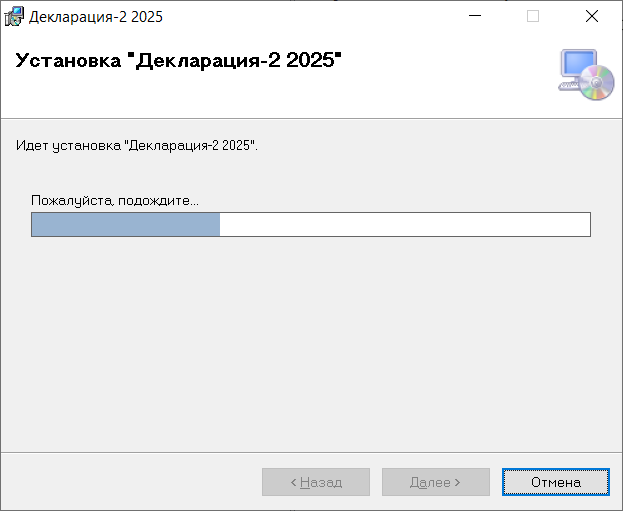 Декларация-2 2025
Установка "Декларация-2 2025"
Идет установка "Декларация-2 2025".
Пожалуйста, подождите...
< Назад
Далее >
Отмена